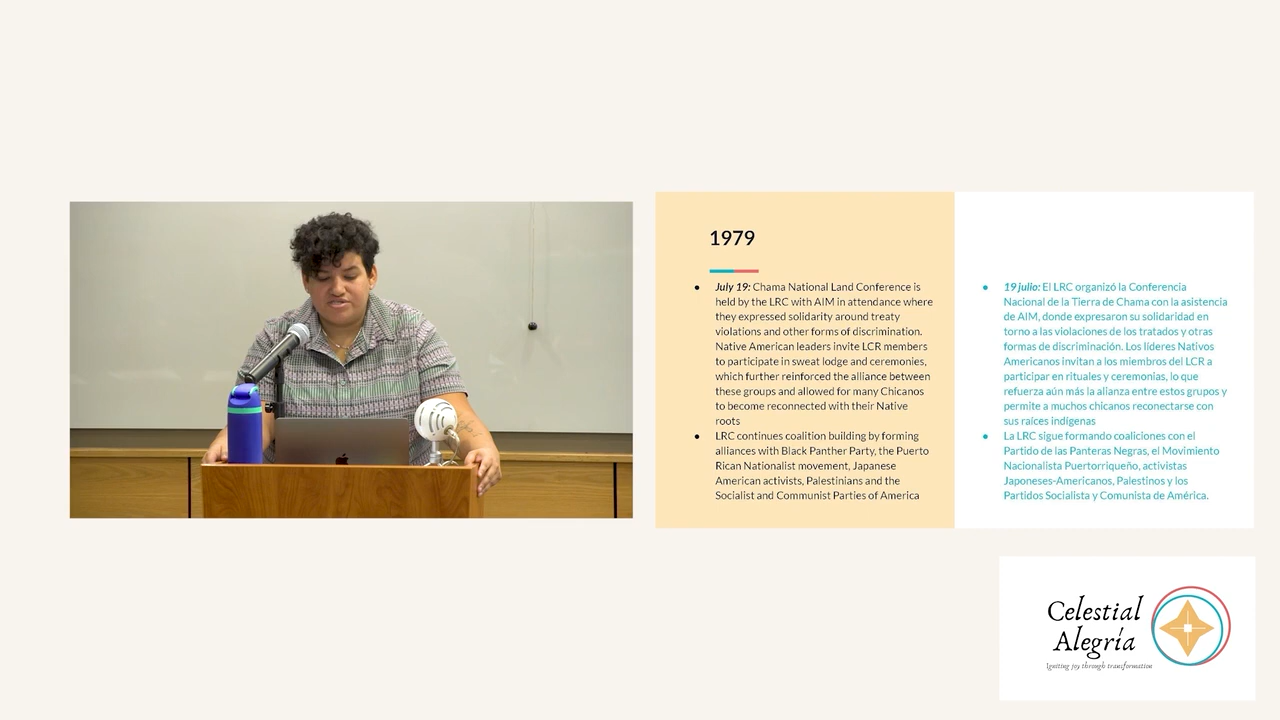 1979
● July 19: Chama National Land Conference is
held by the LRC with AIM in attendance where
they expressed solidarity around treaty
violations and other forms of discrimination.
Native American leaders invite LCR members
to participate in sweat lodge and ceremonies,
which further reinforced the alliance between
these groups and allowed for many Chicanos
to become reconnected with their Native
roots
● LRC continues coalition building by forming
alliances with Black Panther Party, the Puerto
Rican Nationalist movement, Japanese
American activists, Palestinians and the
Socialist and Communist Parties of America
● 19 julio: El LRC organizó la Conferencia
Nacional de la Tierra de Chama con la asistencia
de AIM, donde expresaron su solidaridad en
torno a las violaciones de los tratados y otras
formas de discriminación. Los líderes Nativos
Americanos invitan a los miembros del LCR a
participar en rituales y ceremonias, lo que
refuerza aún más la alianza entre estos grupos y
permite a muchos chicanos reconectarse con
sus raíces indígenas
● La LRC sigue formando coaliciones con el
Partido de las Panteras Negras, el Movimiento
Nacionalista Puertorriqueño, activistas
Japoneses-Americanos, Palestinos y los
Partidos Socialista y Comunista de América.
Celestial
Alegría
Igniting joy through transformation